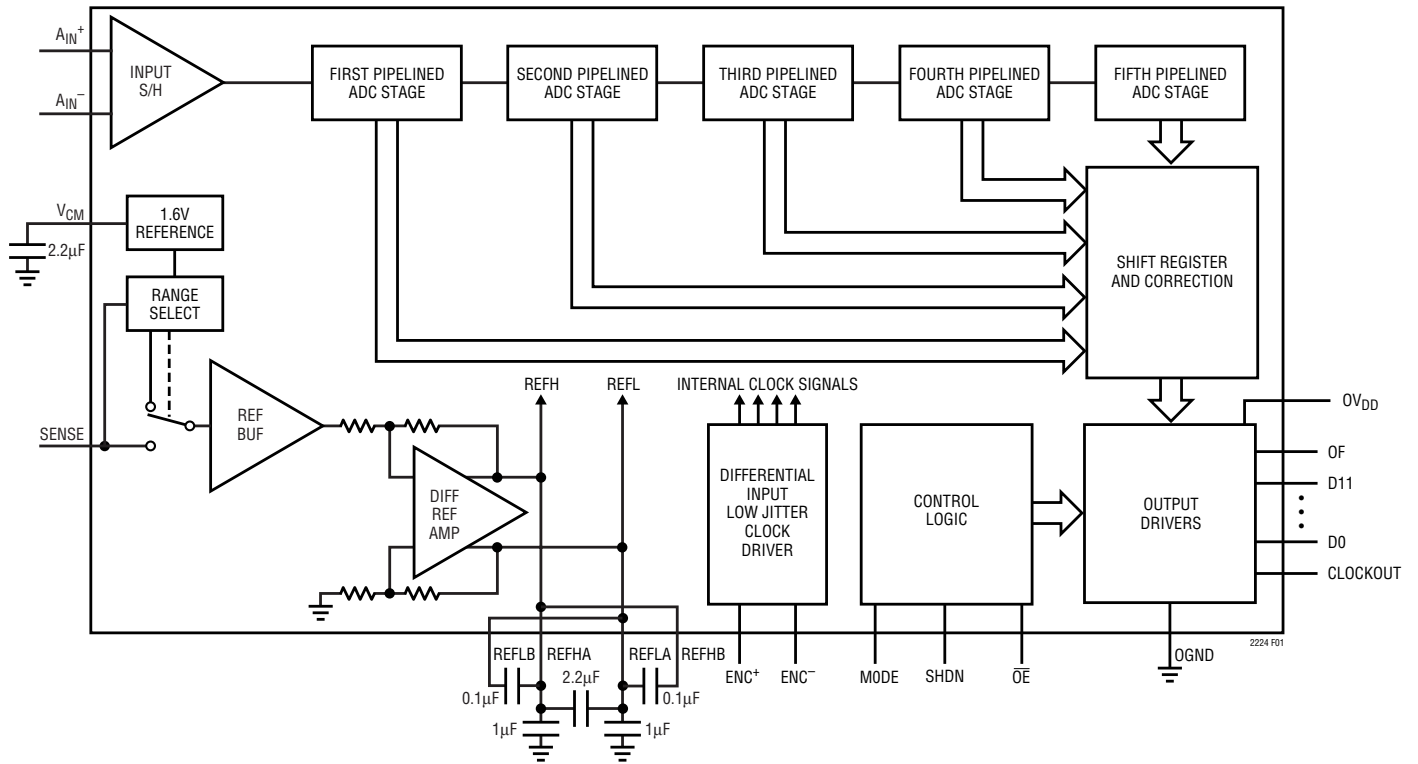 AIN+
INPUT
S/H
AIN–
FIRST PIPELINED
ADC STAGE
SECOND PIPELINED
ADC STAGE
THIRD PIPELINED
ADC STAGE
FOURTH PIPELINED
ADC STAGE
FIFTH PIPELINED
ADC STAGE
VCM
2.2µF
1.6V
REFERENCE
RANGE
SELECT
SHIFT REGISTER
AND CORRECTION
SENSE
REF
BUF
DIFF
REF
AMP
REFH
REFL
INTERNAL CLOCK SIGNALS
DIFFERENTIAL
INPUT
LOW JITTER
CLOCK
DRIVER
CONTROL
LOGIC
OUTPUT
DRIVERS
OVDD
OF
D11
D0
CLOCKOUT
2224 F01
REFLB
REFHA
REFLA
REFHB
0.1µF
2.2µF
0.1µF
1µF
1µF
ENC+
ENC–
M0DE
SHDN
OE
OGND